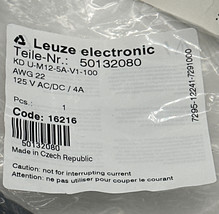 Leuze electronic
Teile-Nr.: 50132080
KD U-M12-5A-V1-100
AWG 22
125 V AC/DC / 4A
Pcs.: 1
Code: 16216
50132080
Made in Czech Republic
Caution: not for interrupting current
Attention: ne pas utiliser pour couper le courant
7295-12241-7291000